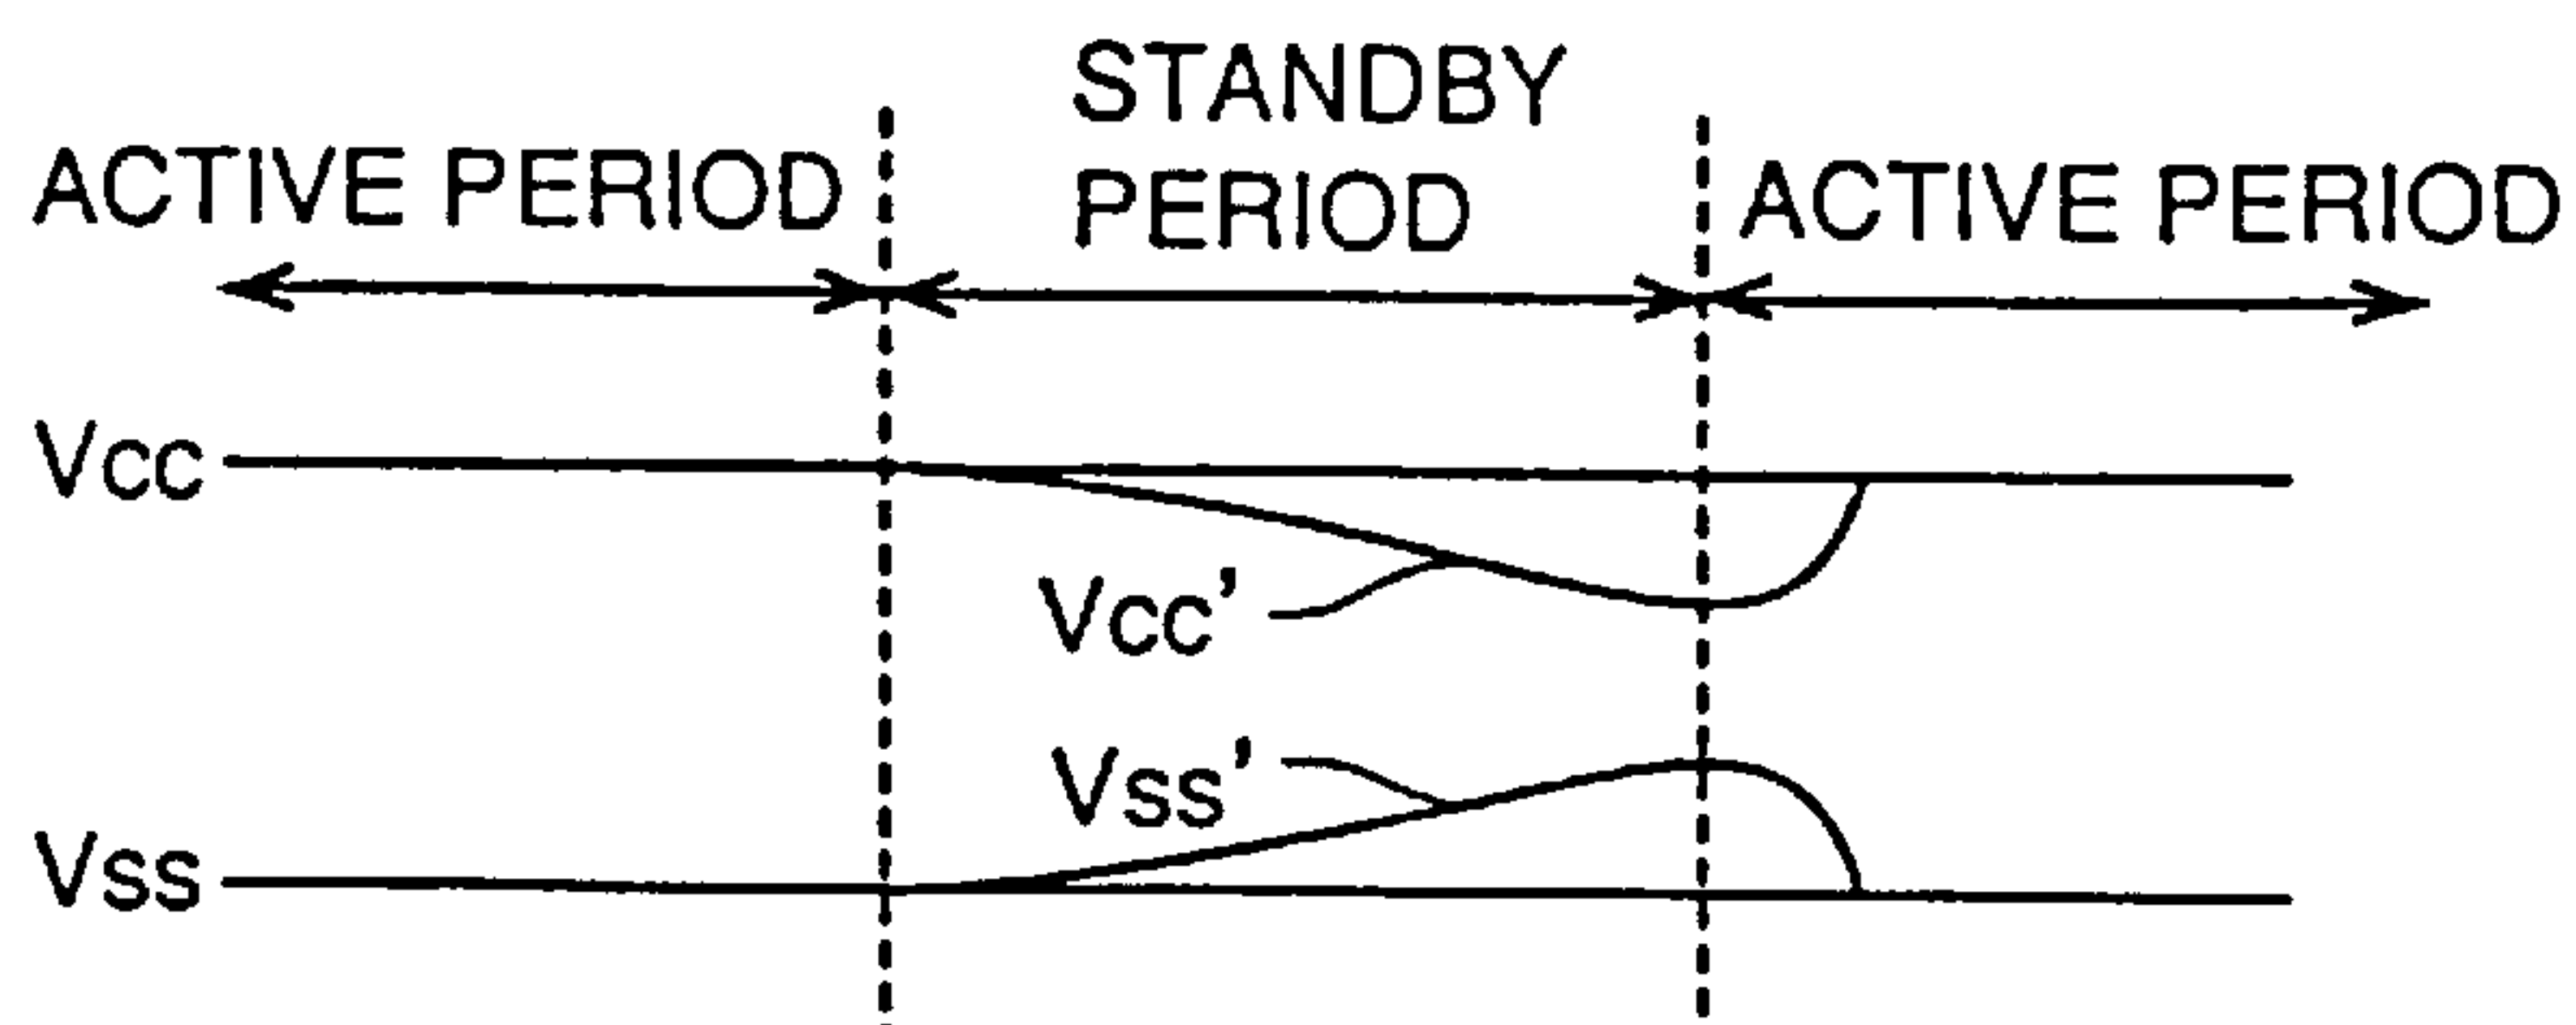 STANDBY
PERIOD
ACTIVE PERIOD
ACTIVE PERIOD
Vcc
Vcc'
Vss'
Vss